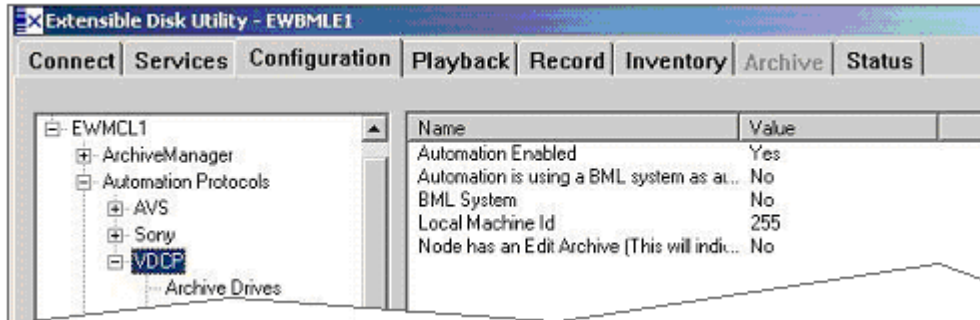 Extensible Disk Utility - EWBMLE1
Connect Services Configuration Playback Record Inventory Archive Status
EWMCL1
ArchiveManager
Automation Protocols
AVS
Sony
VDCP
Archive Drives
Name Value
Automation Enabled Yes
Automation is using a BML system as au... No
BML System No
Local Machine Id 255
Node has an Edit Archive (This will indi... No